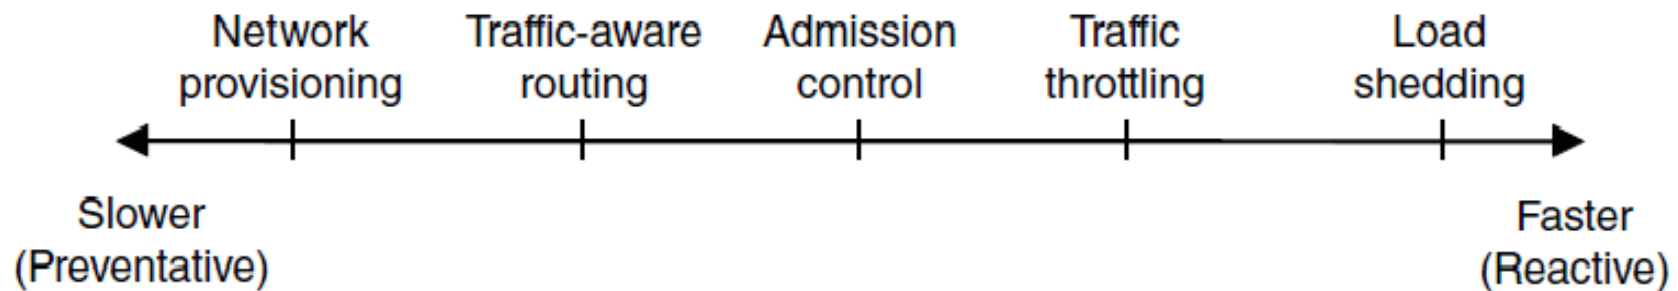 Network
provisioning
Traffic-aware
routing
Admission
control
Traffic
throttling
Load
shedding
Slower
(Preventative)
Faster
(Reactive)